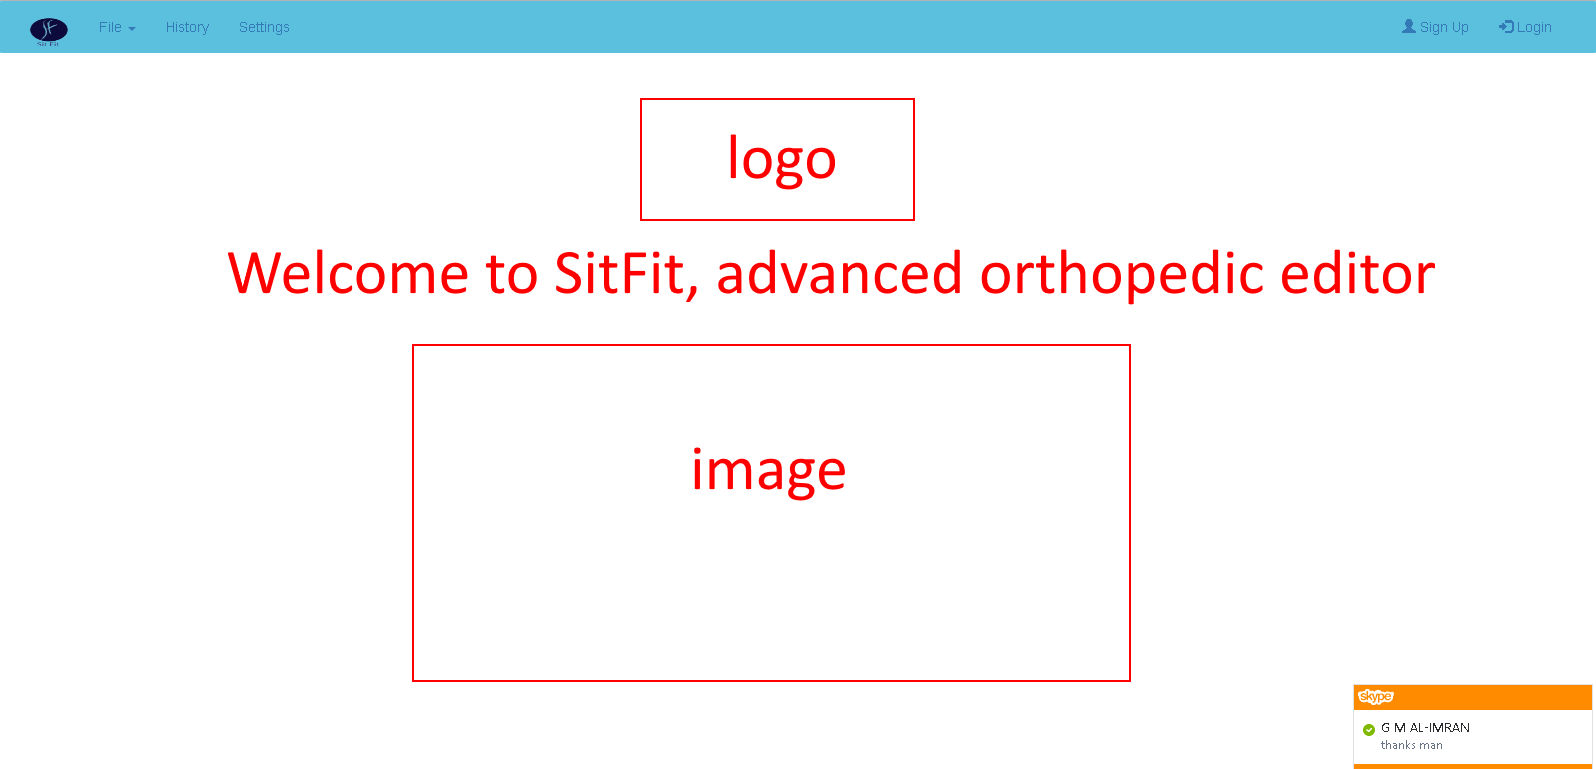 File History Settings Sign Up Login
Sit Fit
logo
Welcome to SitFit, advanced orthopedic editor
image
skype
G M AL-IMRAN
thanks man